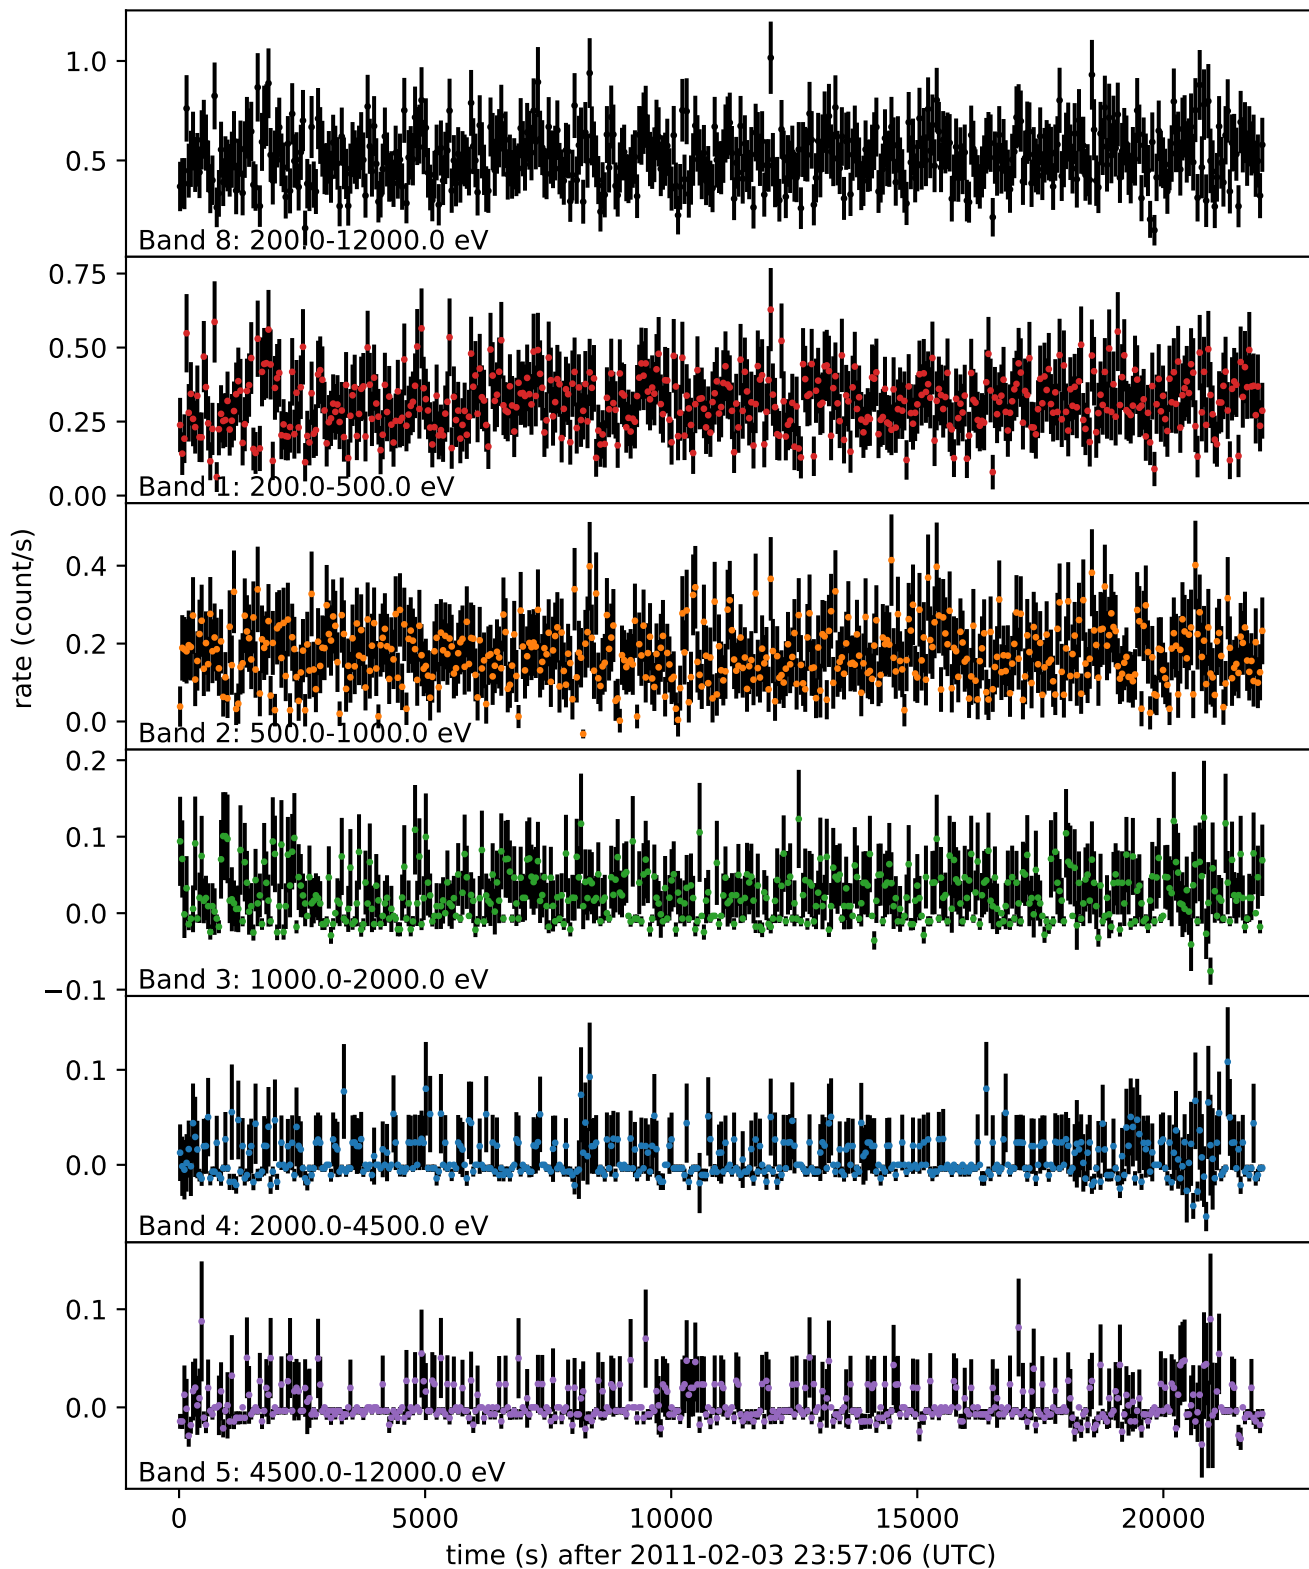 1.0
0.5
Band 8: 200.0-12000.0 eV
0.75
0.50
0.25
0.00
Band 1: 200.0-500.0 eV
0.4
0.2
0.0
Band 2: 500.0-1000.0 eV
rate (count/s)
0.2
0.1
0.0
−0.1
Band 3: 1000.0-2000.0 eV
0.1
0.0
Band 4: 2000.0-4500.0 eV
0.1
0.0
Band 5: 4500.0-12000.0 eV
0 5000 10000 15000 20000
time (s) after 2011-02-03 23:57:06 (UTC)